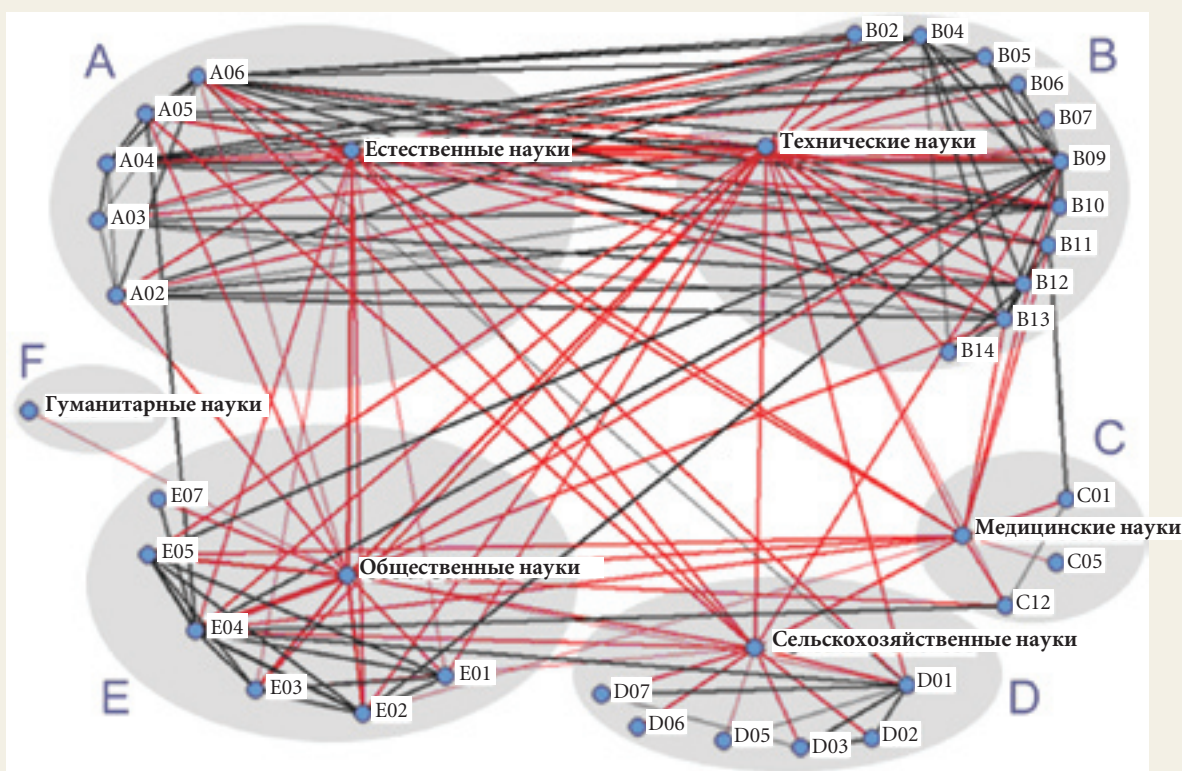 A
B
B02
B04
B05
A06
B06
A05
B07
Естественные науки
Технические науки
A04
B09
A03
B10
B11
A02
B12
B13
B14
F
Гуманитарные науки
C
E07
C01
Медицинские науки
E05
Общественные науки
C05
C12
E04
Сельскохозяйственные науки
E01
E03
D01
E
D07
D
E02
D06
D05
D02
D03